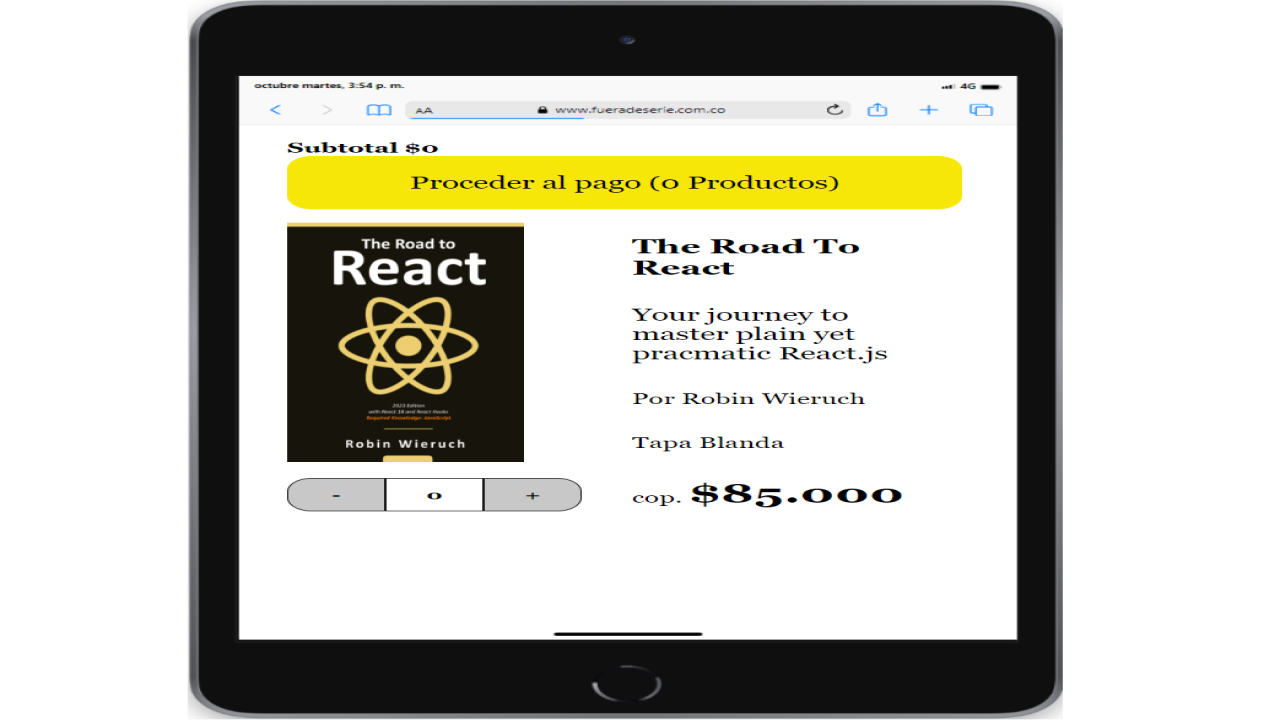 octubre martes, 3:54 p. m.
4G
AA
www.fueradeserie.com.co
Subtotal $0
Proceder al pago (0 Productos)
The Road to
React
2023 Edition
with React 18 and React Hooks
Required Knowledge: JavaScript
Robin Wieruch
The Road To
React
Your journey to
master plain yet
pracmatic React.js
Por Robin Wieruch
Tapa Blanda
cop. $85.000
- 0 +